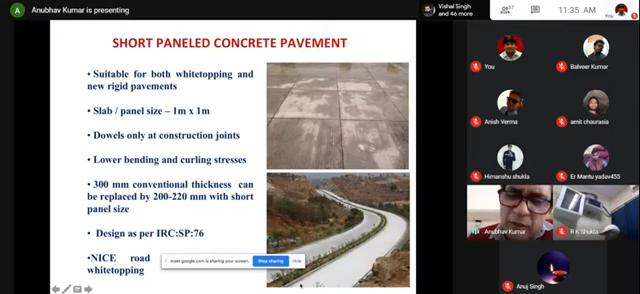 A Anubhav Kumar is presenting
Vishal Singh
and 46 more
57
11:35 AM
You
SHORT PANELED CONCRETE PAVEMENT
• Suitable for both whitetopping and
new rigid pavements
• Slab / panel size – 1m x 1m
• Dowels only at construction joints
• Lower bending and curling stresses
• 300 mm conventional thickness can
be replaced by 200-220 mm with short
panel size
• Design as per IRC:SP:76
•NICE road
whitetopping
meet.google.com is sharing your screen.
Stop sharing
Hide
You
Balveer Kumar
Anish Verma
amit chaurasia
Himanshu shukla
Er Mantu yadav455
Anubhav Kumar
R K Shukla
Anuj Singh